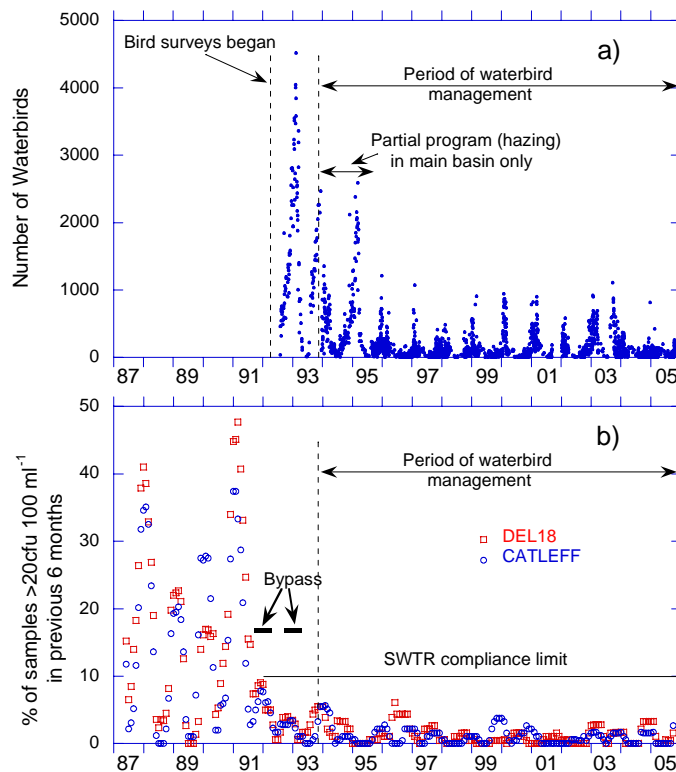 5000
4000
3000
2000
1000
0
Number of Waterbirds
Bird surveys began
a)
Period of waterbird
management
Partial program (hazing)
in main basin only
87 89 91 93 95 97 99 01 03 05
50
40
30
20
10
0
% of samples >20cfu 100 ml⁻¹
in previous 6 months
b)
Period of waterbird
management
DEL18
CATLEFF
Bypass
SWTR compliance limit
87 89 91 93 95 97 99 01 03 05